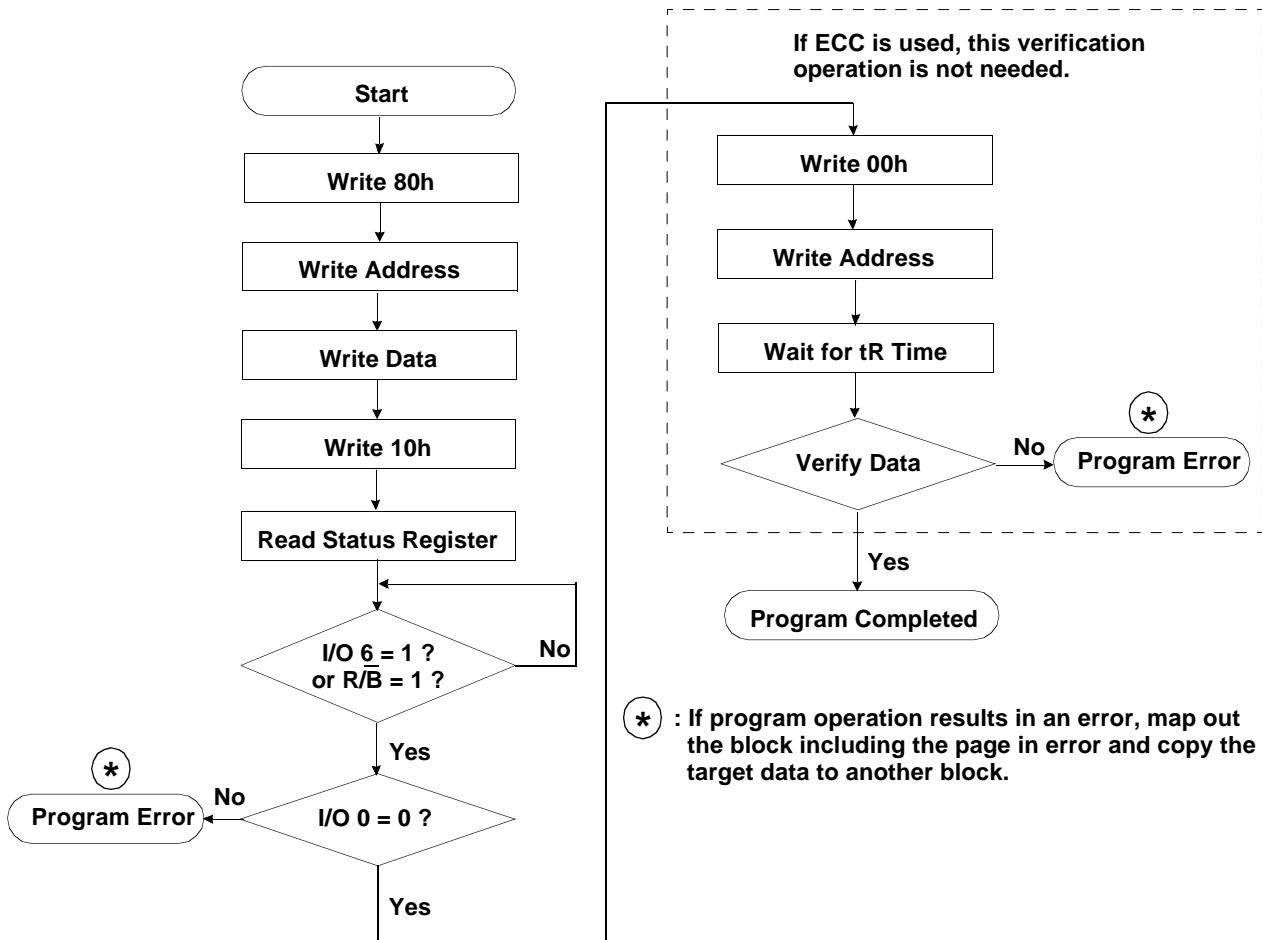 Start
Write 80h
Write Address
Write Data
Write 10h
Read Status Register
I/O 6 = 1 ?
or R/B̅ = 1 ?
No
Yes
*
Program Error
No
I/O 0 = 0 ?
Yes
If ECC is used, this verification
operation is not needed.
Write 00h
Write Address
Wait for tR Time
Verify Data
No
*
Program Error
Yes
Program Completed
* : If program operation results in an error, map out
the block including the page in error and copy the
target data to another block.